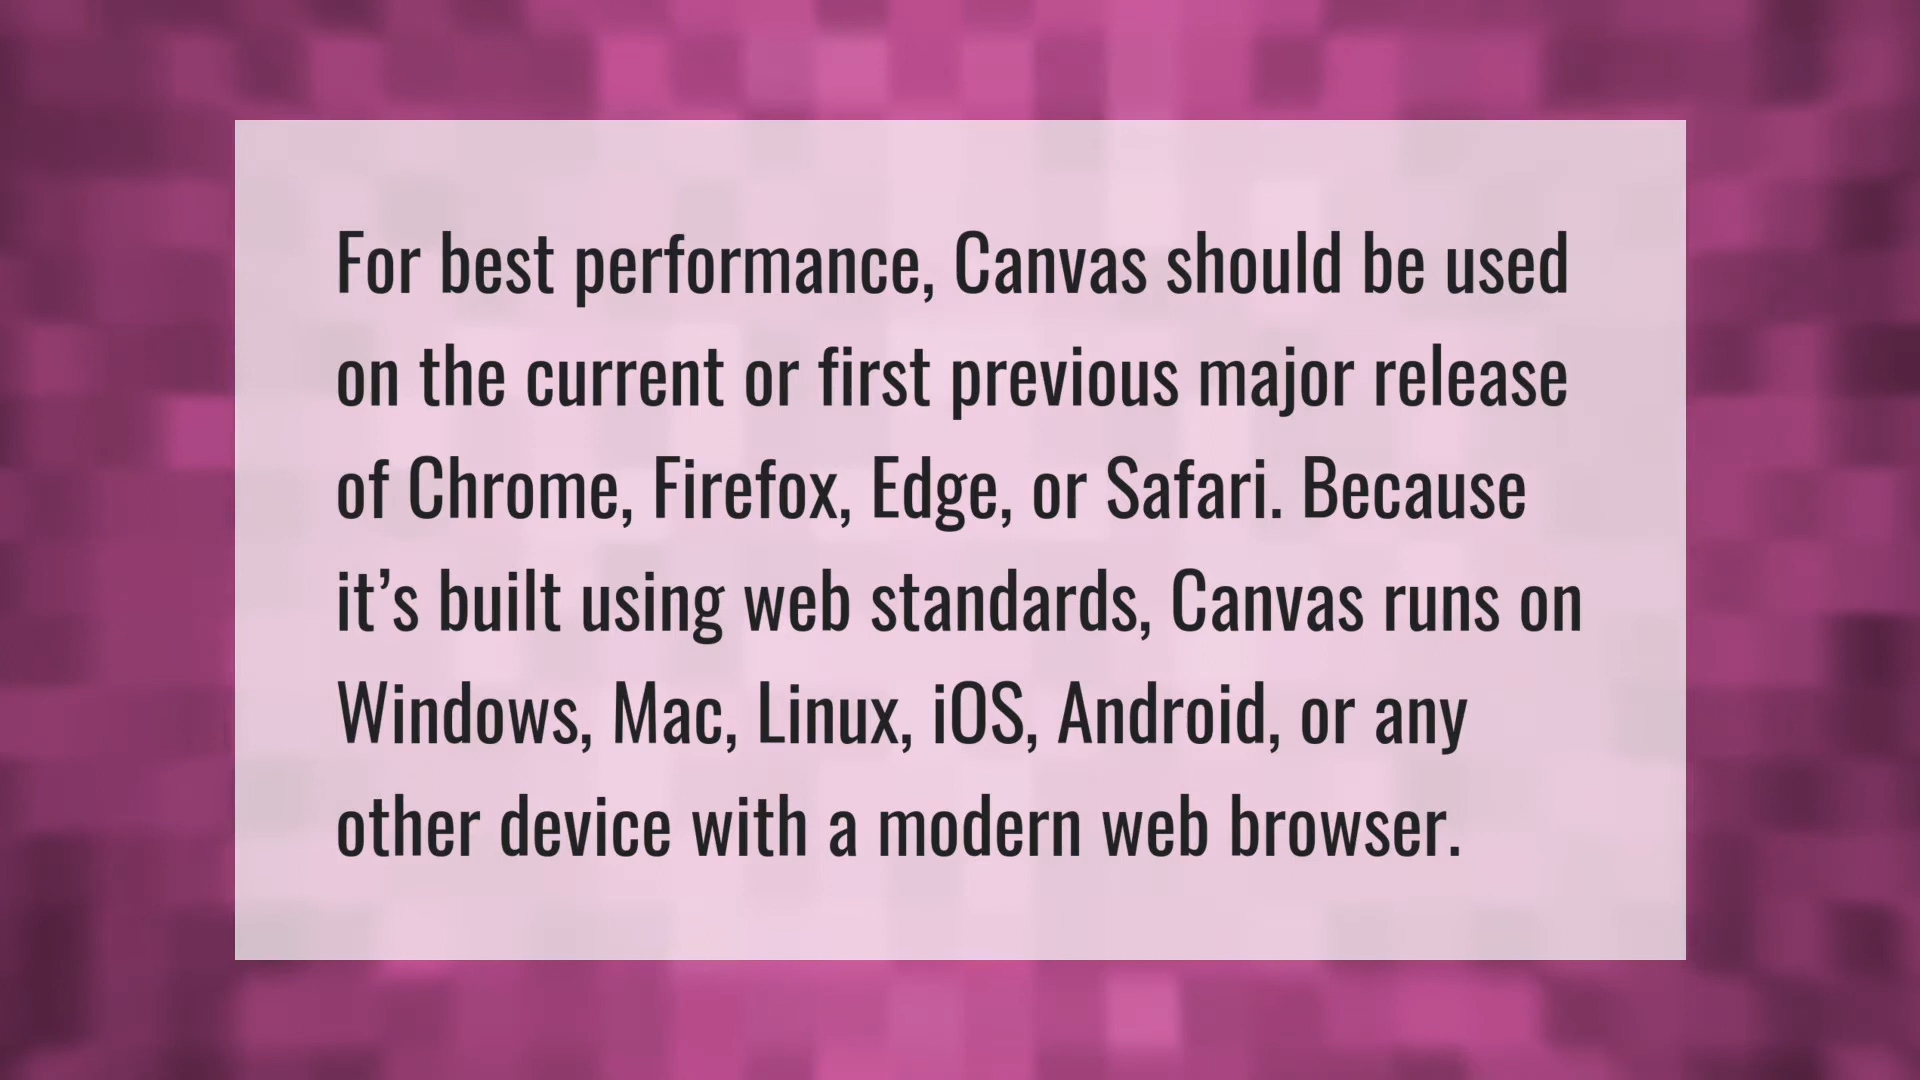 For best performance, Canvas should be used
on the current or first previous major release
of Chrome, Firefox, Edge, or Safari. Because
it’s built using web standards, Canvas runs on
Windows, Mac, Linux, iOS, Android, or any
other device with a modern web browser.